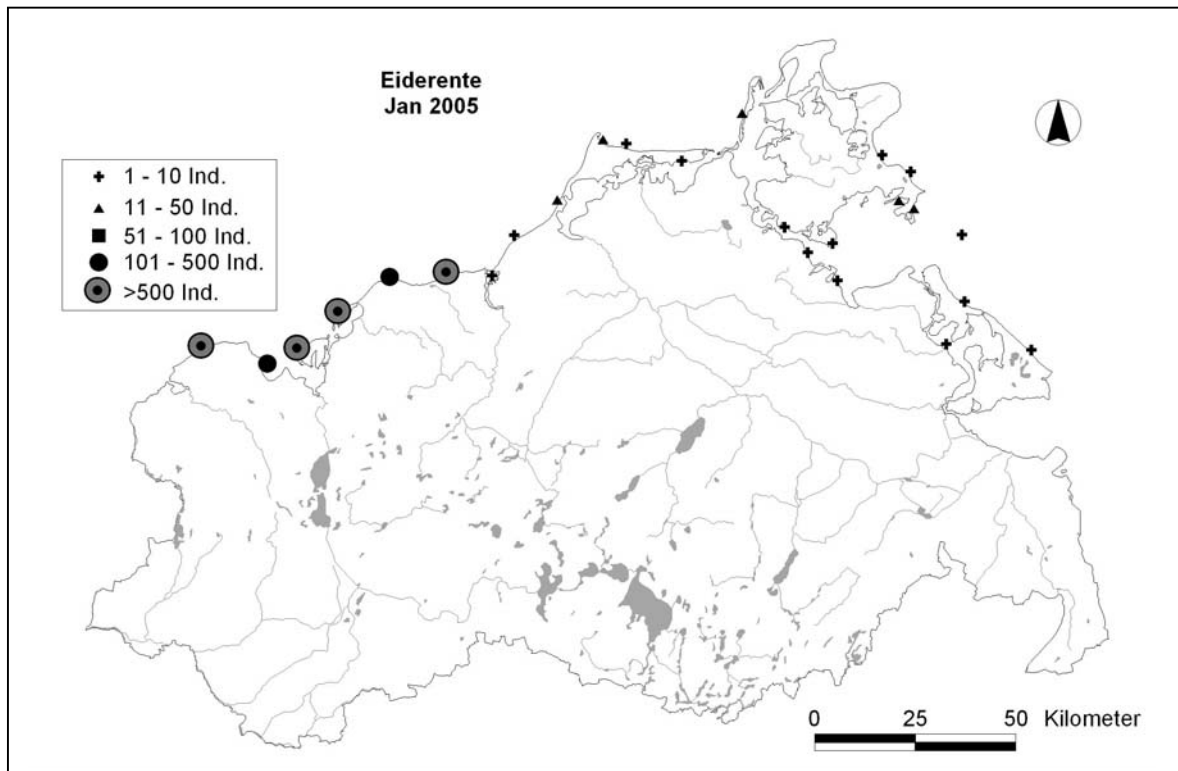 Eiderente
Jan 2005
1 - 10 Ind.
11 - 50 Ind.
51 - 100 Ind.
101 - 500 Ind.
>500 Ind.
0 25 50 Kilometer